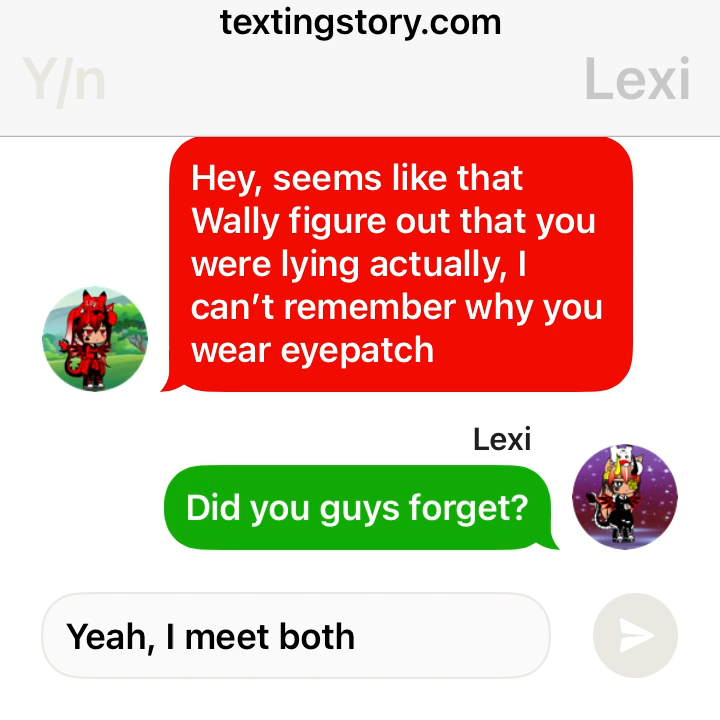 textingstory.com
Y/n
Lexi
Hey, seems like that
Wally figure out that you
were lying actually, I
can't remember why you
wear eyepatch
Lexi
Did you guys forget?
Yeah, I meet both